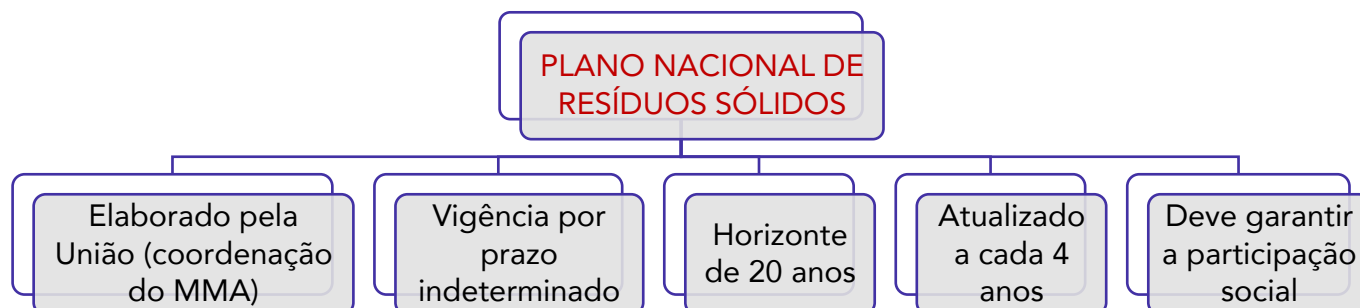 PLANO NACIONAL DE
RESÍDUOS SÓLIDOS
Elaborado pela
União (coordenação
do MMA)
Vigência por
prazo
indeterminado
Horizonte
de 20 anos
Atualizado
a cada 4
anos
Deve garantir
a participação
social